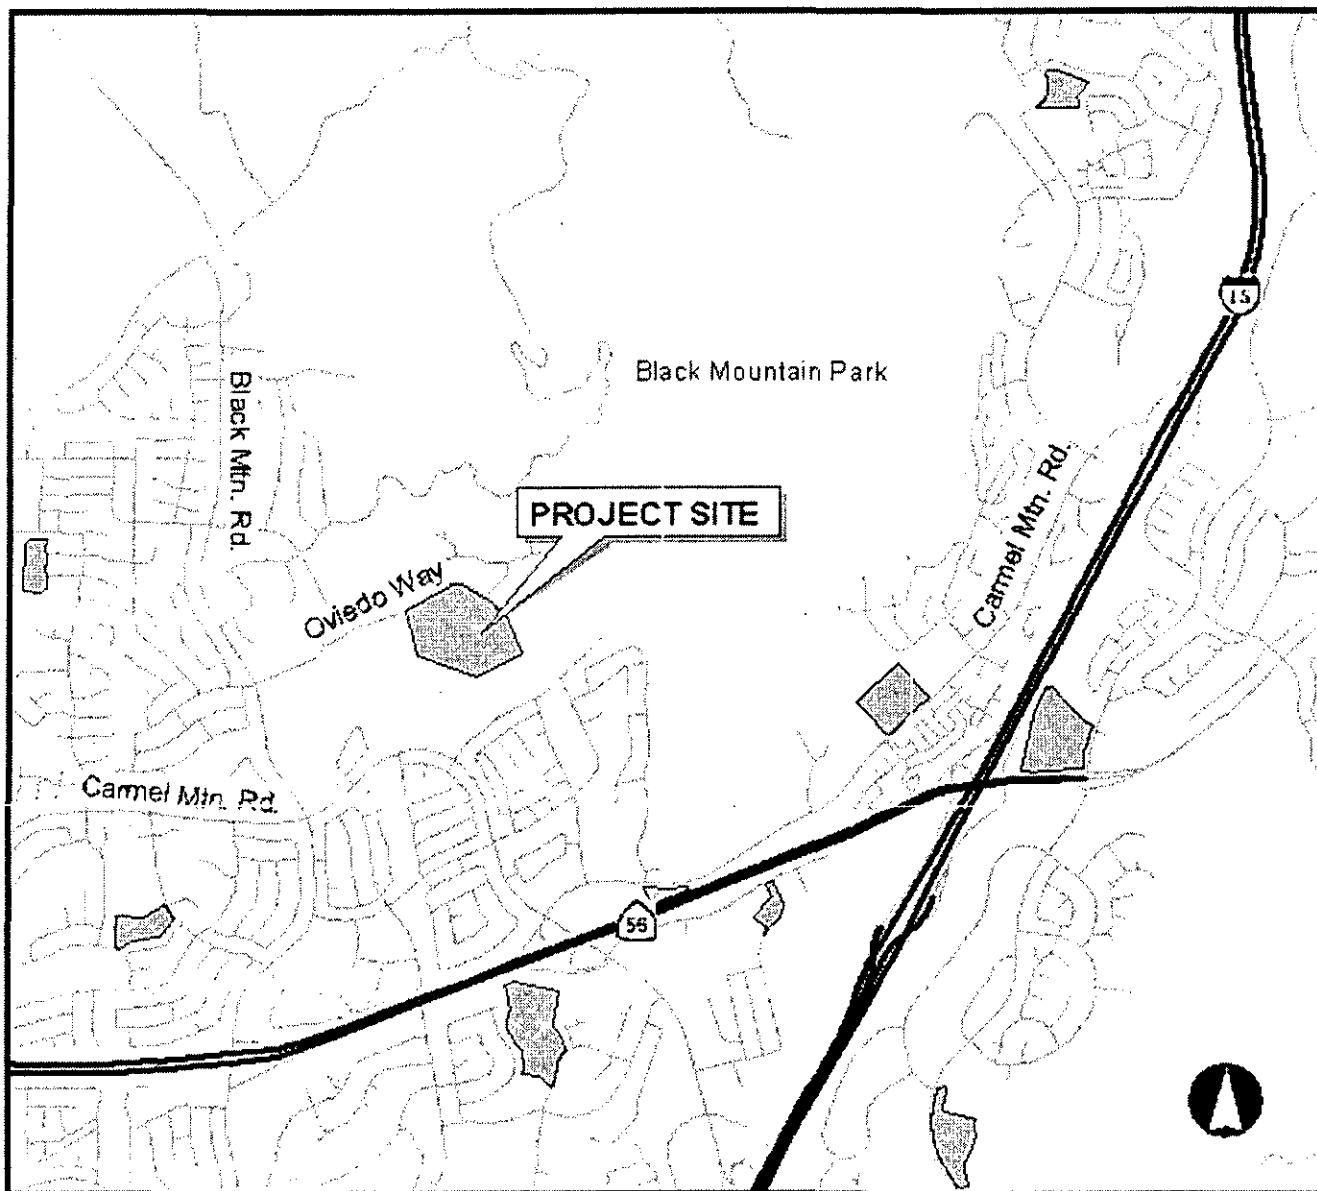 15
Black Mountain Park
Black Mtn. Rd.
Carmel Mtn. Rd.
PROJECT SITE
Oviedo Way
Carmel Mtn. Rd.
56